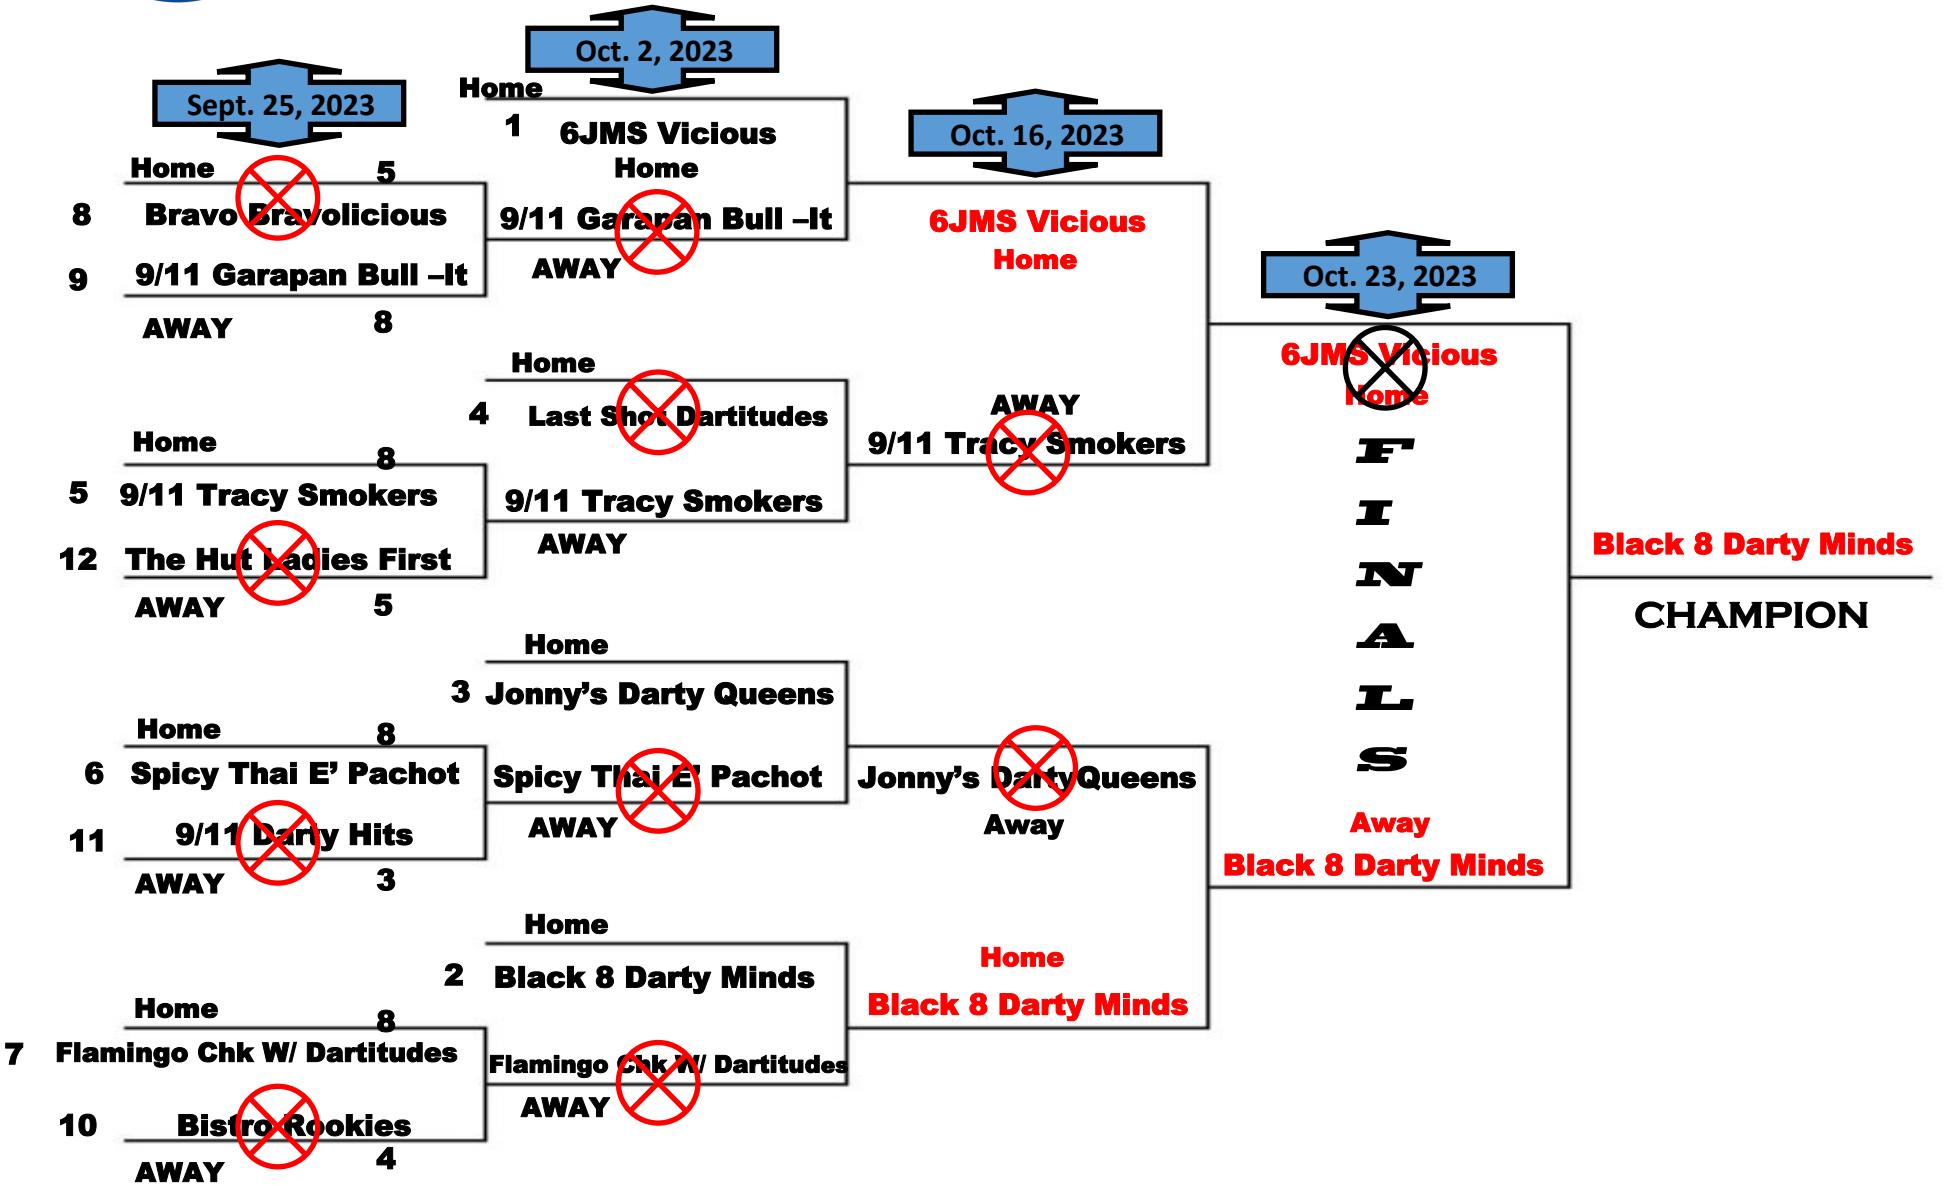 Sept. 25, 2023
Home
5
8 Bravo Bravolicious
9 9/11 Garapan Bull –It
AWAY
8
Home
8
5 9/11 Tracy Smokers
12 The Hut Ladies First
AWAY
5
Home
8
6 Spicy Thai E’ Pachot
11 9/11 Darty Hits
AWAY
3
Home
8
7 Flamingo Chk W/ Dartitudes
10 Bistro Rookies
AWAY
4
Oct. 2, 2023
Home
1 6JMS Vicious
Home
9/11 Garapan Bull –It
AWAY
Home
4 Last Shot Dartitudes
9/11 Tracy Smokers
AWAY
Home
3 Jonny’s Darty Queens
Spicy Thai E’ Pachot
AWAY
Home
2 Black 8 Darty Minds
Flamingo Chk W/ Dartitudes
AWAY
Oct. 16, 2023
6JMS Vicious
Home
AWAY
9/11 Tracy Smokers
Jonny’s DartyQueens
Away
Home
Black 8 Darty Minds
Oct. 23, 2023
6JMS Vicious
Home
F
I
N
A
L
S
Away
Black 8 Darty Minds
Black 8 Darty Minds
CHAMPION